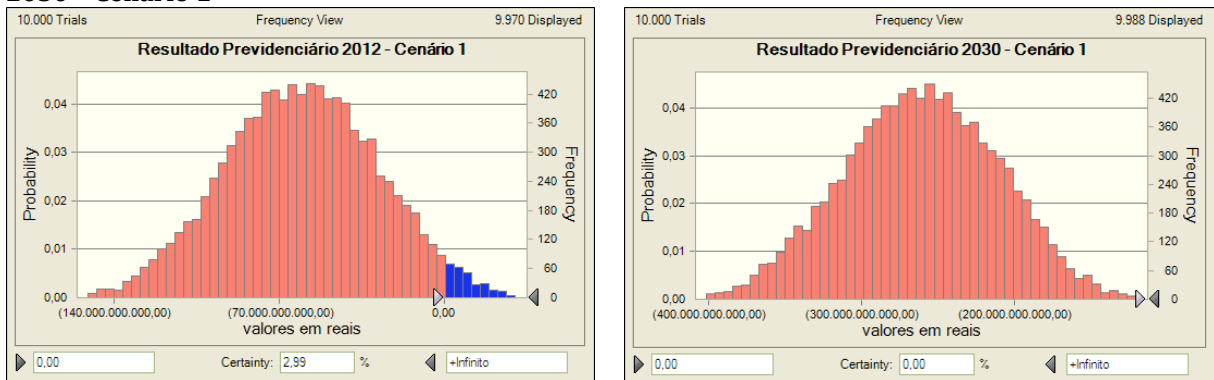 10.000 Trials Frequency View 9.970 Displayed
Resultado Previdenciário 2012 - Cenário 1
Probability
0,04
0,03
0,02
0,01
0,00
420
360
300
240
180
120
60
0
Frequency
(140.000.000.000,00) (70.000.000.000,00) 0,00
valores em reais
0,00 Certainty: 2,99 % +Infinito
10.000 Trials Frequency View 9.988 Displayed
Resultado Previdenciário 2030 - Cenário 1
Probability
0,04
0,03
0,02
0,01
0,00
420
360
300
240
180
120
60
0
Frequency
(400.000.000.000,00) (300.000.000.000,00) (200.000.000.000,00)
valores em reais
0,00 Certainty: 0,00 % +Infinito